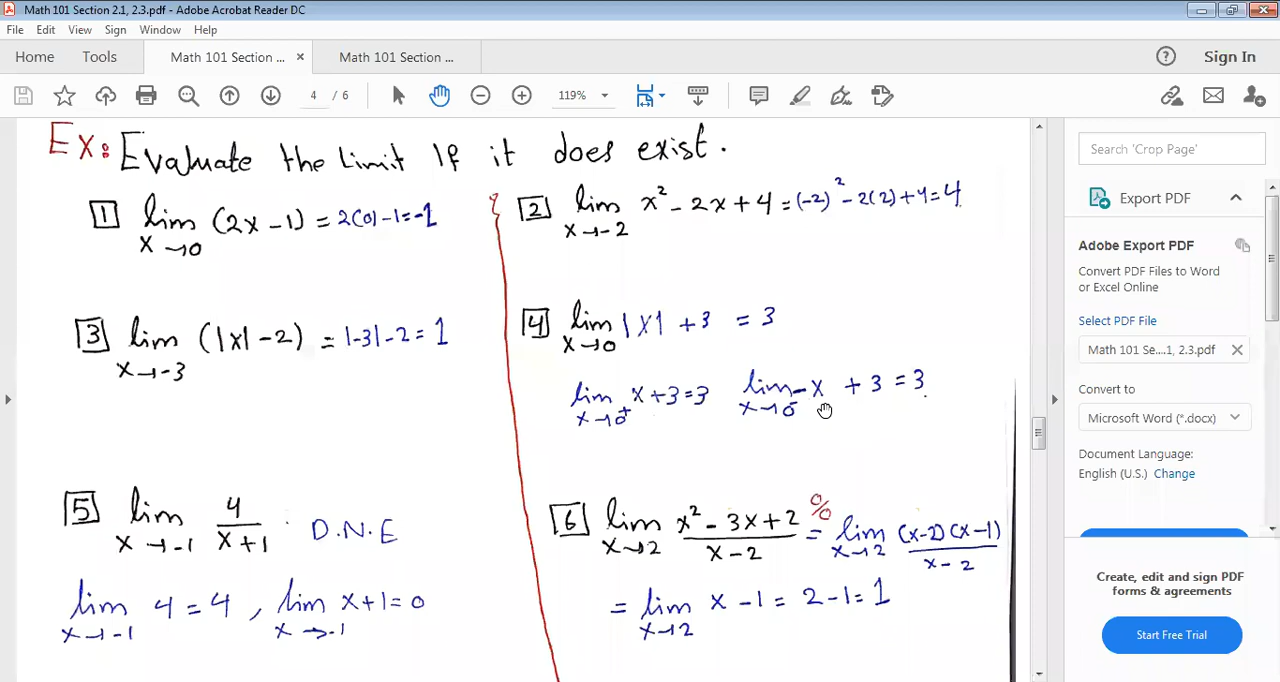 Math 101 Section 2.1, 2.3.pdf - Adobe Acrobat Reader DC
File Edit View Sign Window Help
Home Tools Math 101 Section ... × Math 101 Section ... ? Sign In
4 / 6 119%
Ex: Evaluate the limit If it does exist.
1 lim x→0 (2x-1) = 2(0)-1=-1
2 lim x→-2 x² - 2x + 4 = (-2)² - 2(2) + 4 = 4
3 lim x→-3 (|x| - 2) = |-3| - 2 = 1
4 lim x→0 |x| + 3 = 3
lim x→0⁺ x + 3 = 3 lim x→0⁻ -x + 3 = 3
5 lim x→-1 4/(x+1) : D.N.E
lim x→-1 4 = 4 , lim x→-1 x+1 = 0
6 lim x→2 (x² - 3x + 2)/(x-2) 0/0 = lim x→2 (x-2)(x-1)/(x-2)
= lim x→2 x - 1 = 2-1 = 1
Search 'Crop Page'
Export PDF
Adobe Export PDF
Convert PDF Files to Word
or Excel Online
Select PDF File
Math 101 Se....1, 2.3.pdf ×
Convert to
Microsoft Word (*.docx)
Document Language:
English (U.S.) Change
Create, edit and sign PDF
forms & agreements
Start Free Trial